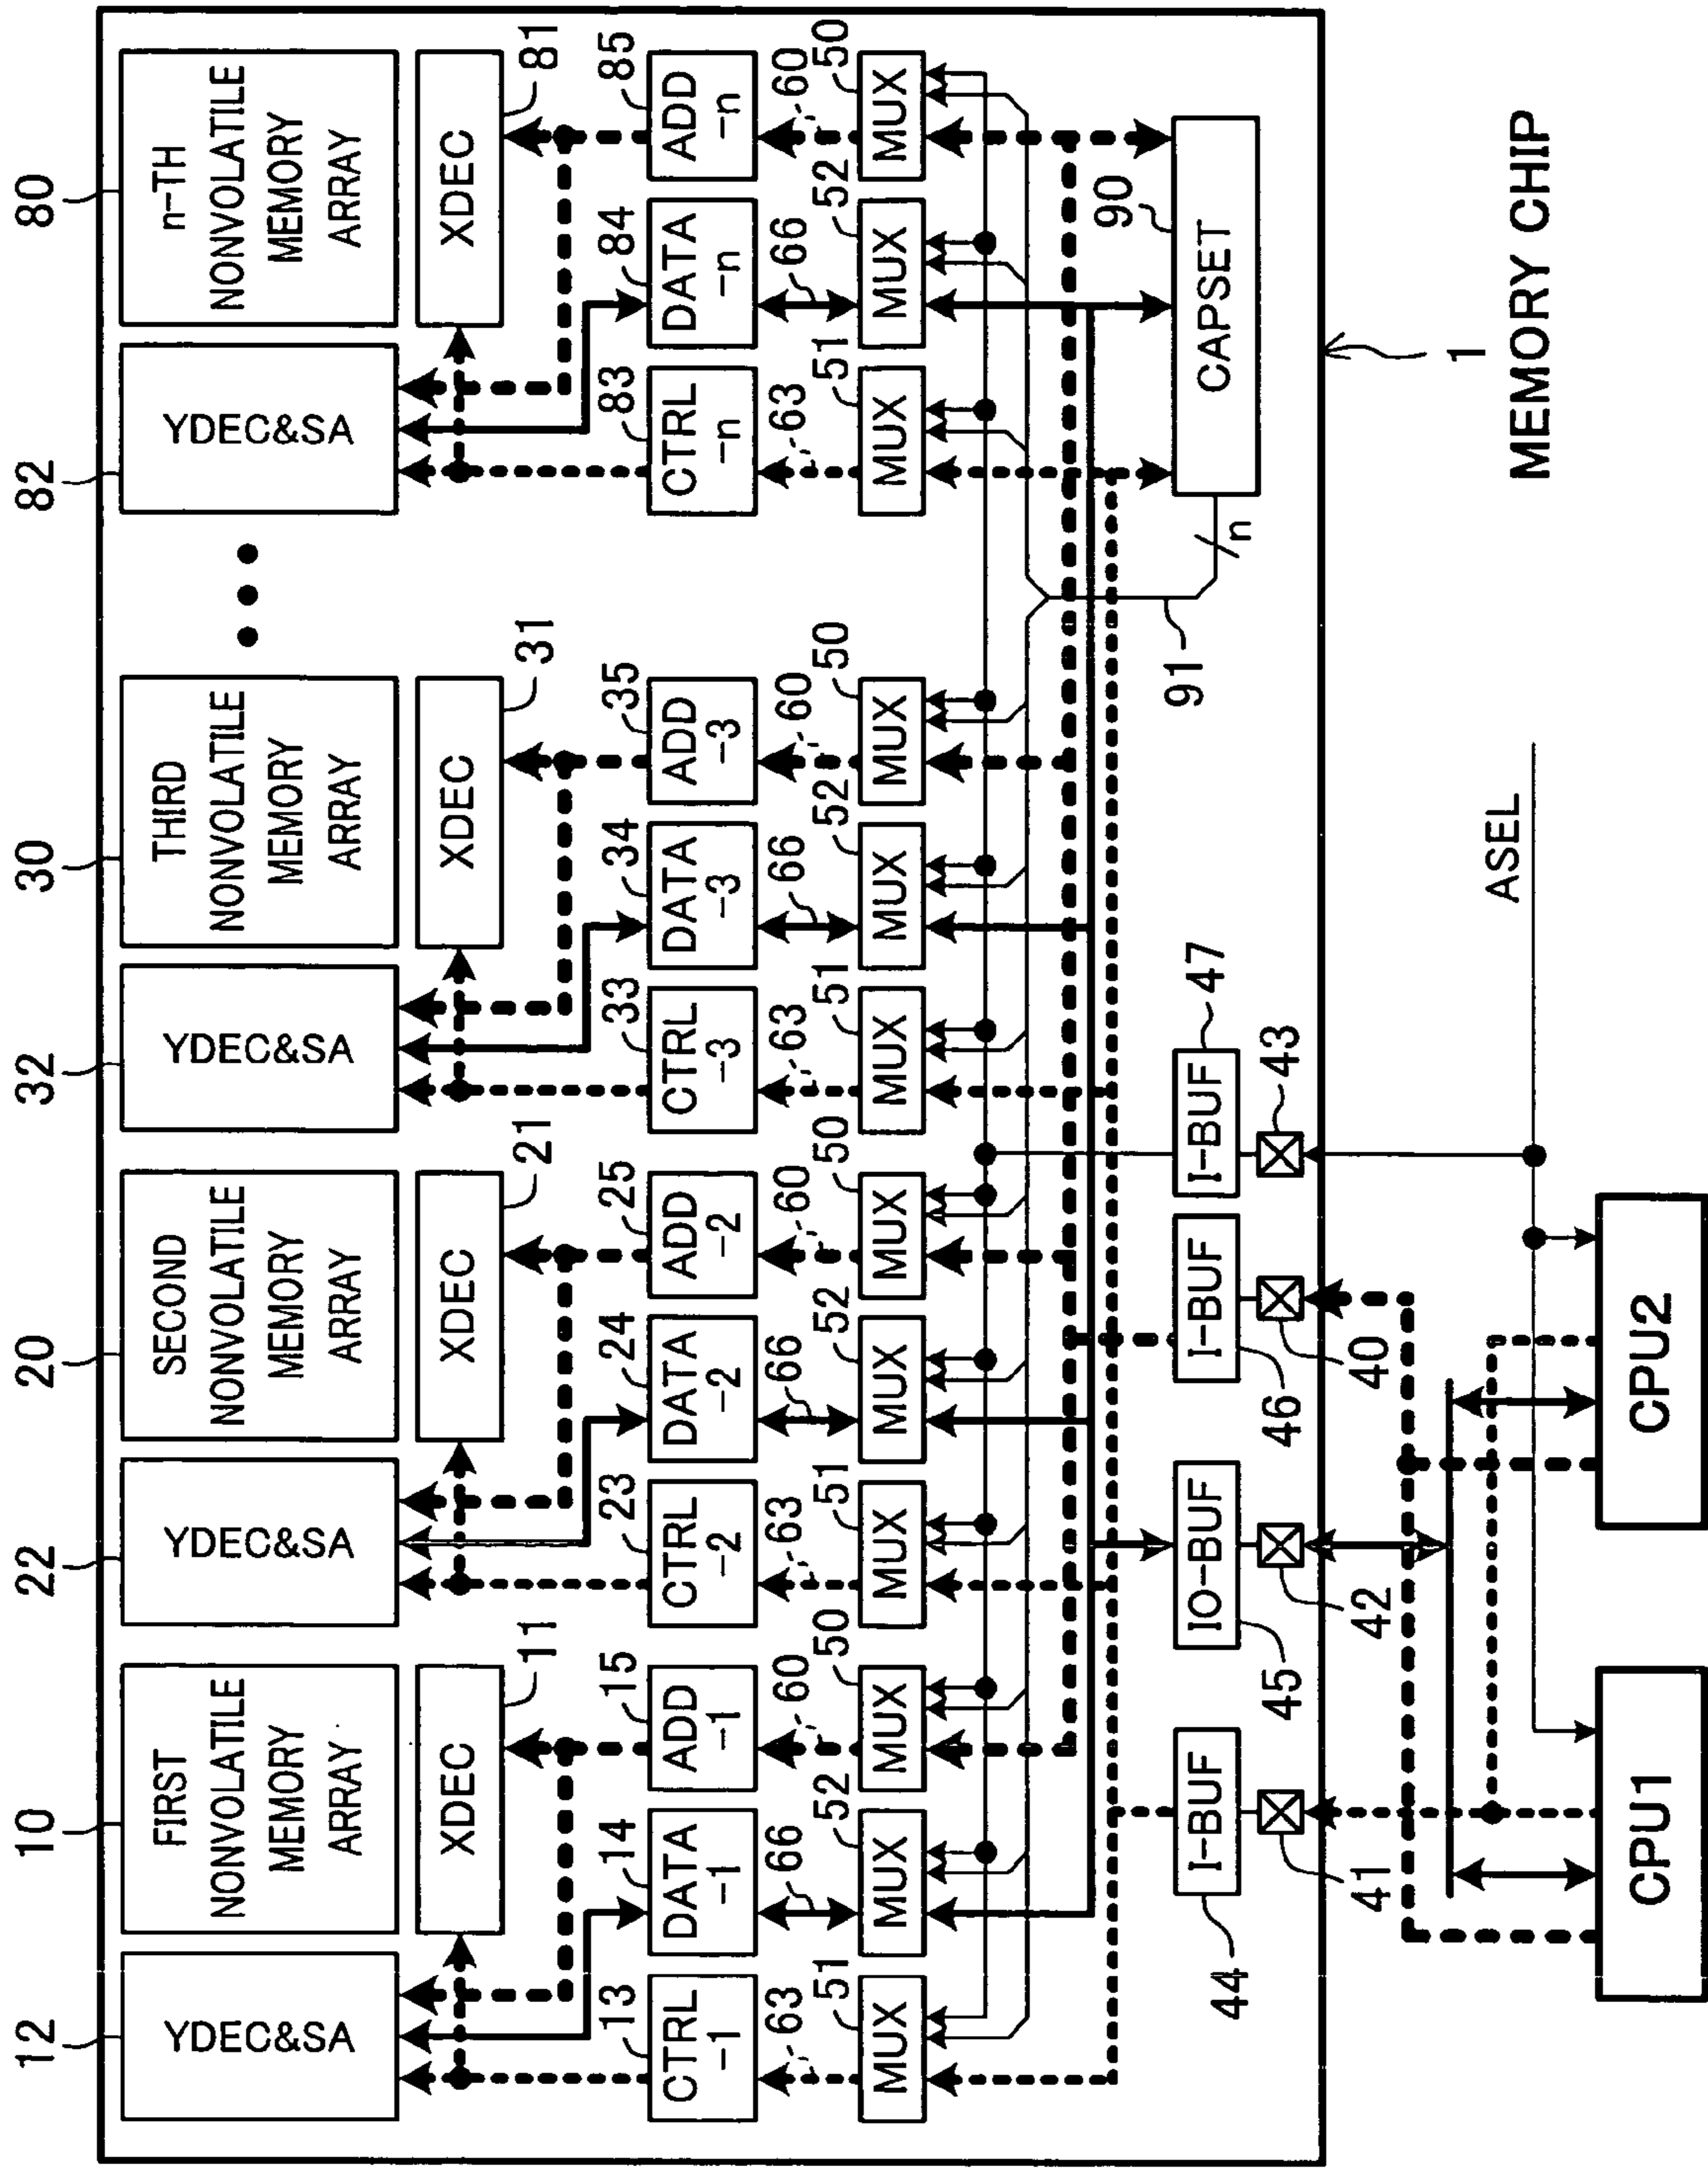 12 10 22 20 32 30 82 80
YDEC&SA
FIRST
NONVOLATILE
MEMORY
ARRAY
YDEC&SA
SECOND
NONVOLATILE
MEMORY
ARRAY
YDEC&SA
THIRD
NONVOLATILE
MEMORY
ARRAY
YDEC&SA
n-TH
NONVOLATILE
MEMORY
ARRAY
XDEC 11 XDEC 21 XDEC 31 XDEC 81
13 14 15 23 24 25 33 34 35 83 84 85
CTRL
-1
DATA
-1
ADD
-1
CTRL
-2
DATA
-2
ADD
-2
CTRL
-3
DATA
-3
ADD
-3
CTRL
-n
DATA
-n
ADD
-n
63 66 60 63 66 60 63 66 60 63 66 60
51 52 50 51 52 50 51 52 50 51 52 50
MUX MUX MUX MUX MUX MUX MUX MUX MUX MUX MUX MUX
91 n 90
CAPSET
44 I-BUF 45 IO-BUF 46 I-BUF I-BUF 47
41 42 40 43
1
MEMORY CHIP
ASEL
CPU1 CPU2